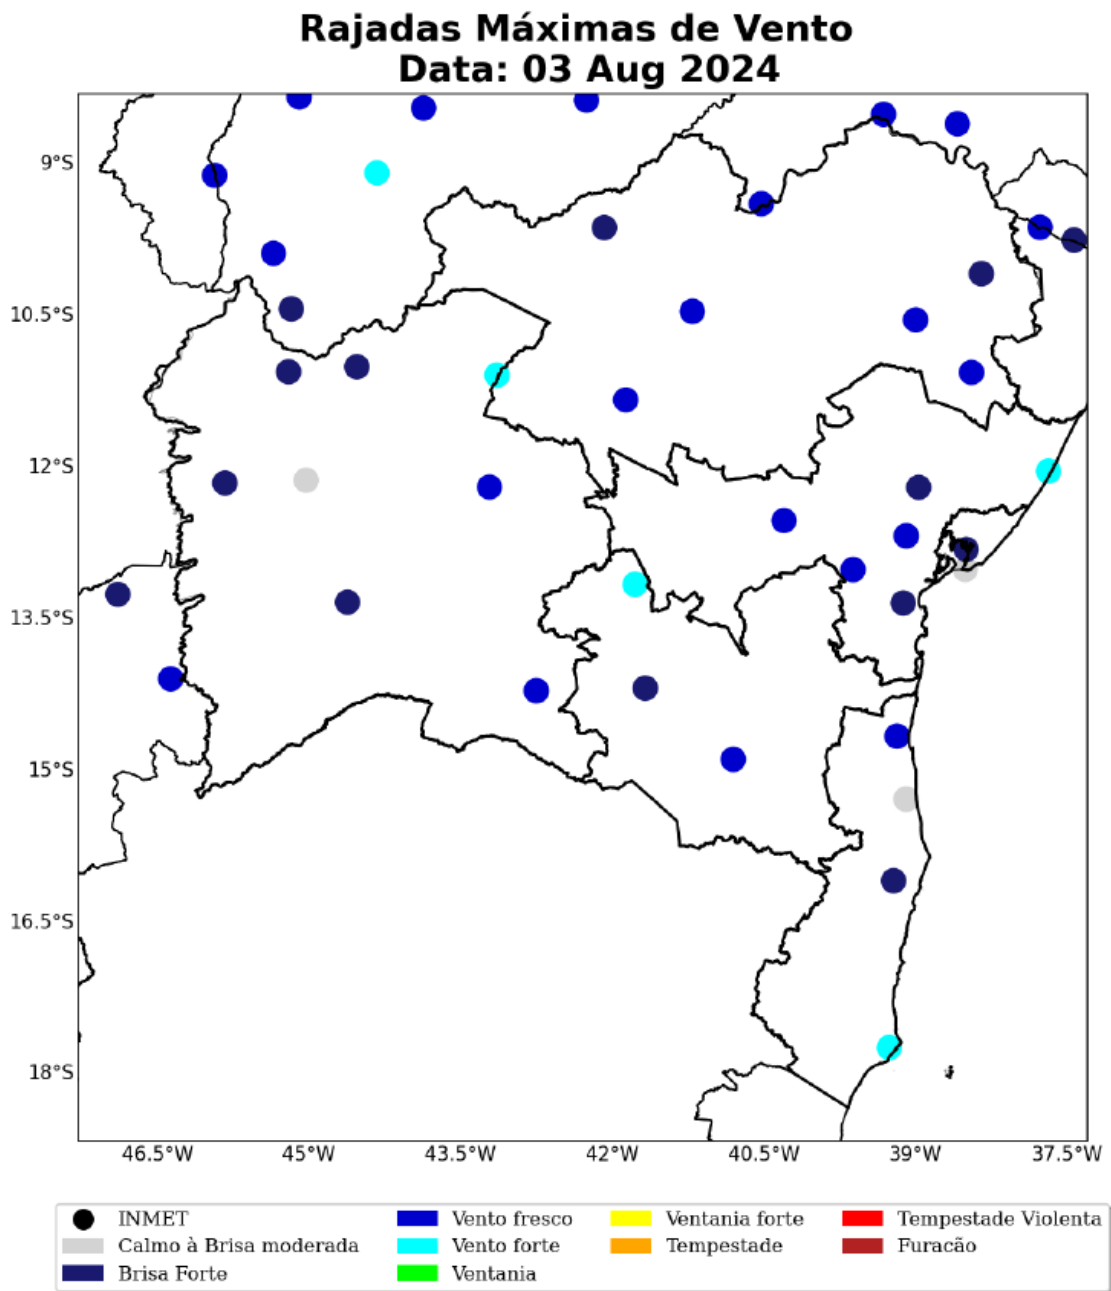 Rajadas Máximas de Vento
Data: 03 Aug 2024
9°S
10.5°S
12°S
13.5°S
15°S
16.5°S
18°S
46.5°W 45°W 43.5°W 42°W 40.5°W 39°W 37.5°W
INMET
Calmo à Brisa moderada
Brisa Forte
Vento fresco
Vento forte
Ventania
Ventania forte
Tempestade
Tempestade Violenta
Furacão